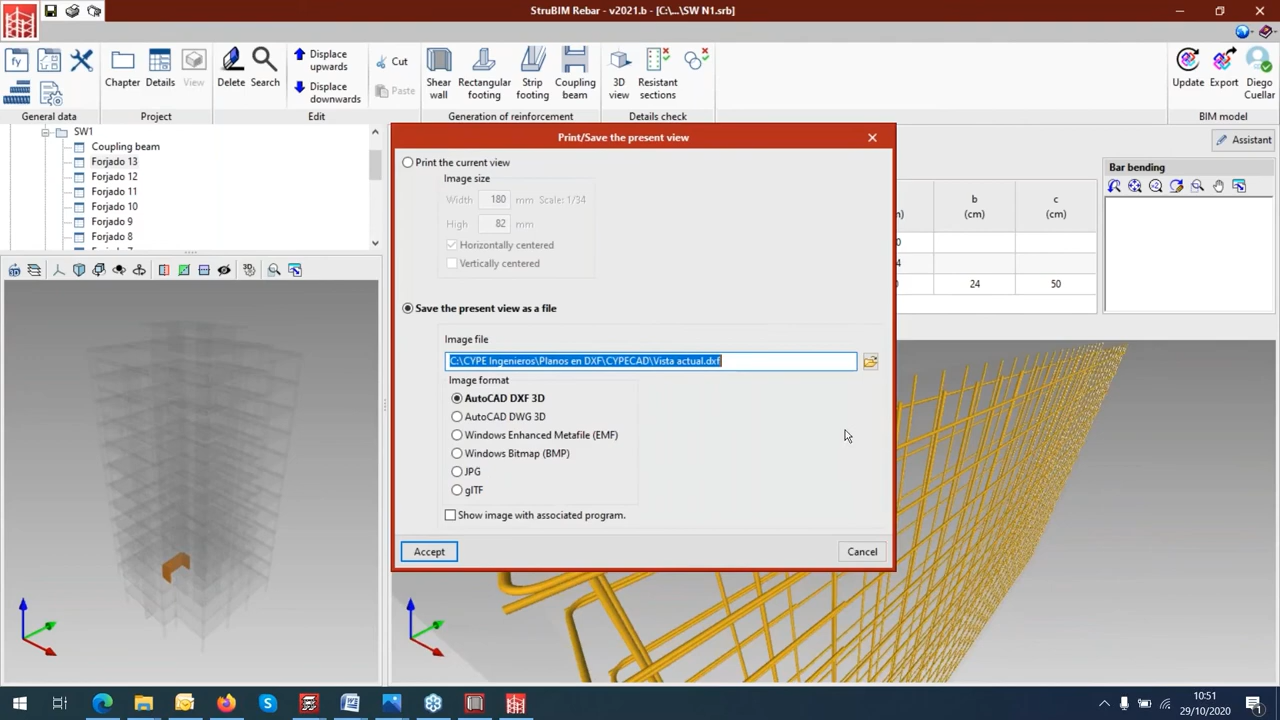 StruBIM Rebar - v2021.b - [C:\...\SW N1.srb]
Displace upwards
Cut
Chapter
Details
View
Delete
Search
Displace downwards
Paste
Shear wall
Rectangular footing
Strip footing
Coupling beam
3D view
Resistant sections
Update
Export
Diego Cuellar
General data
Project
Edit
Generation of reinforcement
Details check
BIM model
SW1
Coupling beam
Forjado 13
Forjado 12
Forjado 11
Forjado 10
Forjado 9
Forjado 8
Assistant
Bar bending
b (cm)
c (cm)
24
50
Print/Save the present view
Print the current view
Image size
Width 180 mm Scale: 1/34
High 82 mm
Horizontally centered
Vertically centered
Save the present view as a file
Image file
C:\CYPE Ingenieros\Planos en DXF\CYPECAD\Vista actual.dxf
Image format
AutoCAD DXF 3D
AutoCAD DWG 3D
Windows Enhanced Metafile (EMF)
Windows Bitmap (BMP)
JPG
glTF
Show image with associated program.
Accept
Cancel
10:51
29/10/2020